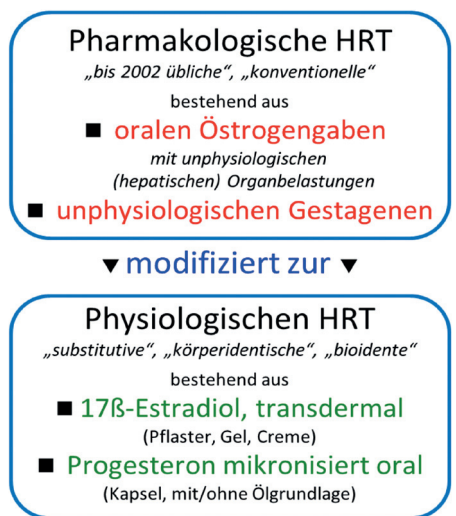 Pharmakologische HRT
„bis 2002 übliche“, „konventionelle“
bestehend aus
■ oralen Östrogengaben
mit unphysiologischen
(hepatischen) Organbelastungen
■ unphysiologischen Gestagenen
▼ modifiziert zur ▼
Physiologischen HRT
„substitutive“, „körperidentische“, „bioidente“
bestehend aus
■ 17ß-Estradiol, transdermal
(Pflaster, Gel, Creme)
■ Progesteron mikronisiert oral
(Kapsel, mit/ohne Ölgrundlage)